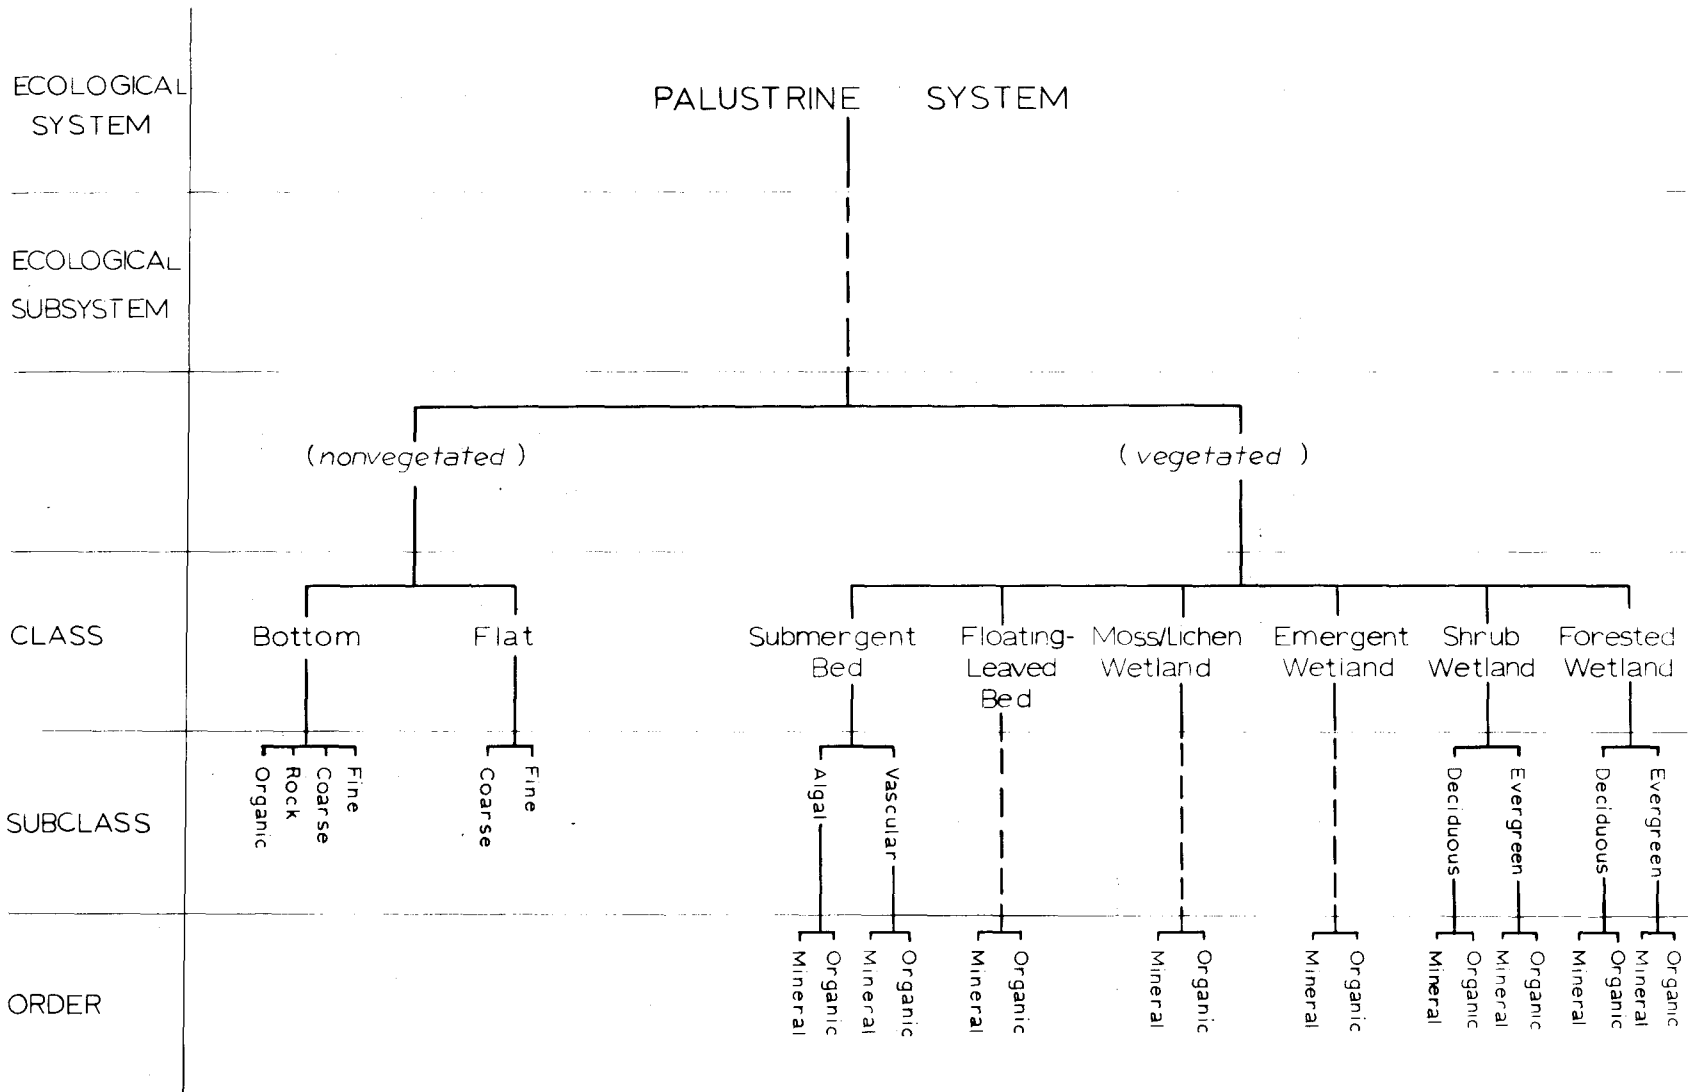 ECOLOGICAL
SYSTEM
PALUSTRINE SYSTEM
ECOLOGICAL
SUBSYSTEM
(nonvegetated)
(vegetated)
CLASS
Bottom
Flat
Submergent
Bed
Floating-
Leaved
Bed
Moss/Lichen
Wetland
Emergent
Wetland
Shrub
Wetland
Forested
Wetland
SUBCLASS
Organic
Rock
Coarse
Fine
Coarse
Fine
Algal
Vascular
Deciduous
Evergreen
Deciduous
Evergreen
ORDER
Mineral
Organic
Mineral
Organic
Mineral
Organic
Mineral
Organic
Mineral
Organic
Mineral
Organic
Mineral
Organic
Mineral
Organic
Mineral
Organic